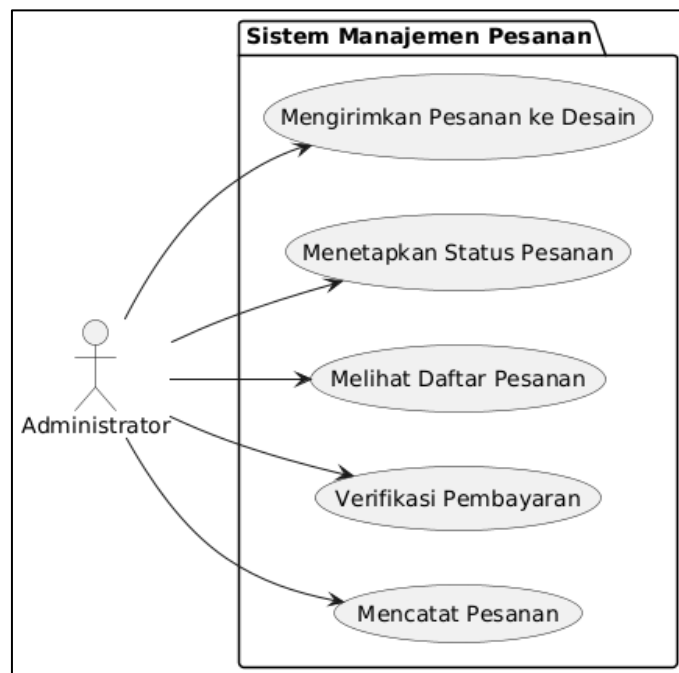 Sistem Manajemen Pesanan
Mengirimkan Pesanan ke Desain
Menetapkan Status Pesanan
Melihat Daftar Pesanan
Administrator
Verifikasi Pembayaran
Mencatat Pesanan